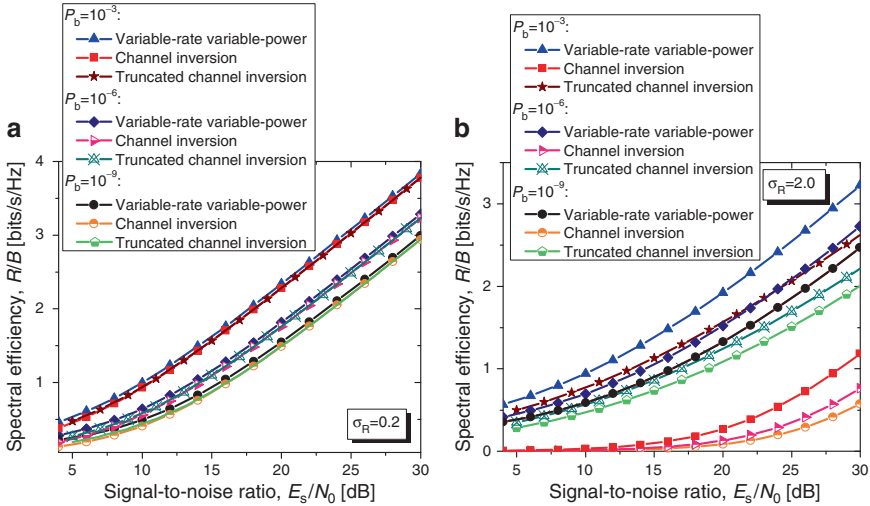 a
P_b=10^-3:
Variable-rate variable-power
Channel inversion
Truncated channel inversion
P_b=10^-6:
Variable-rate variable-power
Channel inversion
Truncated channel inversion
P_b=10^-9:
Variable-rate variable-power
Channel inversion
Truncated channel inversion
4
3
2
1
Spectral efficiency, R/B [bits/s/Hz]
σ_R=0.2
5 10 15 20 25 30
Signal-to-noise ratio, E_s/N_0 [dB]
b
P_b=10^-3:
Variable-rate variable-power
Channel inversion
Truncated channel inversion
P_b=10^-6:
Variable-rate variable-power
Channel inversion
Truncated channel inversion
P_b=10^-9:
Variable-rate variable-power
Channel inversion
Truncated channel inversion
σ_R=2.0
3
2
1
0
Spectral efficiency, R/B [bits/s/Hz]
5 10 15 20 25 30
Signal-to-noise ratio, E_s/N_0 [dB]